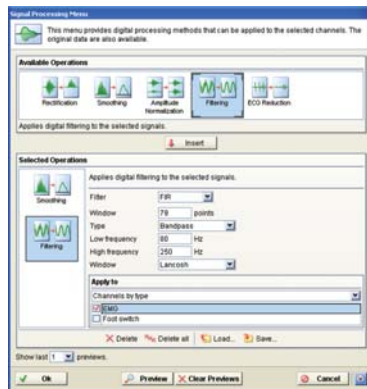 Signal Processing Menu
This menu provides digital processing methods that can be applied to the selected channels. The
original data are also available.
Available Operations
Rectification
Smoothing
Amplitude
Normalization
Filtering
ECG Reduction
Applies digital filtering to the selected signals.
Insert
Selected Operations
Smoothing
Filtering
Applies digital filtering to the selected signals.
Filter FIR
Window 79 points
Type Bandpass
Low frequency 80 Hz
High frequency 250 Hz
Window Lancosh
Apply to
Channels by type
EMG
Foot switch
Delete Delete all Load... Save...
Show last 1 previews.
Ok Preview Clear Previews Cancel